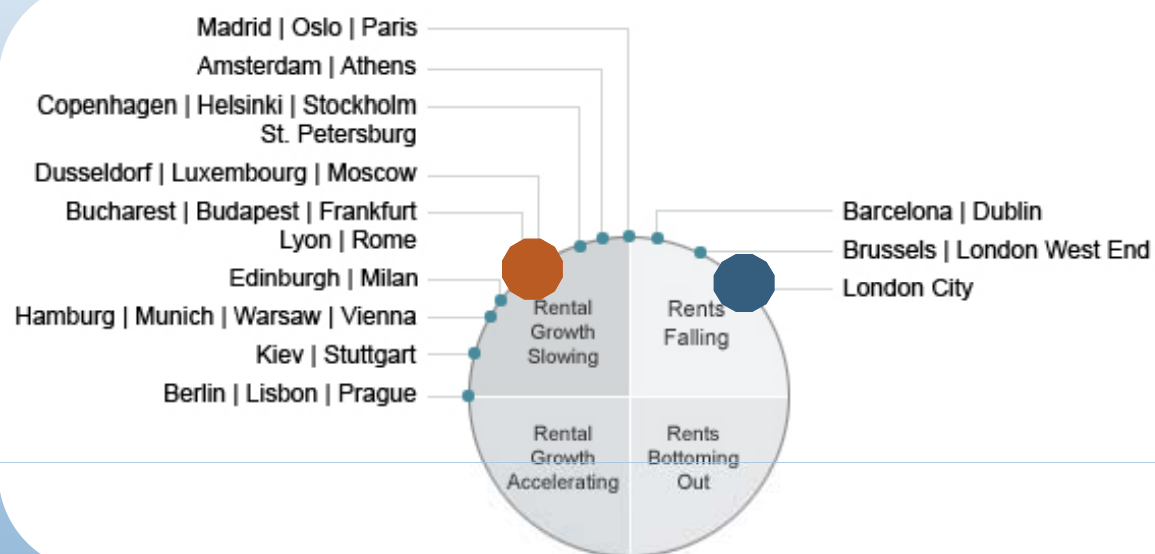 Madrid | Oslo | Paris
Amsterdam | Athens
Copenhagen | Helsinki | Stockholm
St. Petersburg
Dusseldorf | Luxembourg | Moscow
Bucharest | Budapest | Frankfurt
Lyon | Rome
Edinburgh | Milan
Hamburg | Munich | Warsaw | Vienna
Kiev | Stuttgart
Berlin | Lisbon | Prague
Barcelona | Dublin
Brussels | London West End
London City
Rental
Growth
Slowing
Rents
Falling
Rental
Growth
Accelerating
Rents
Bottoming
Out